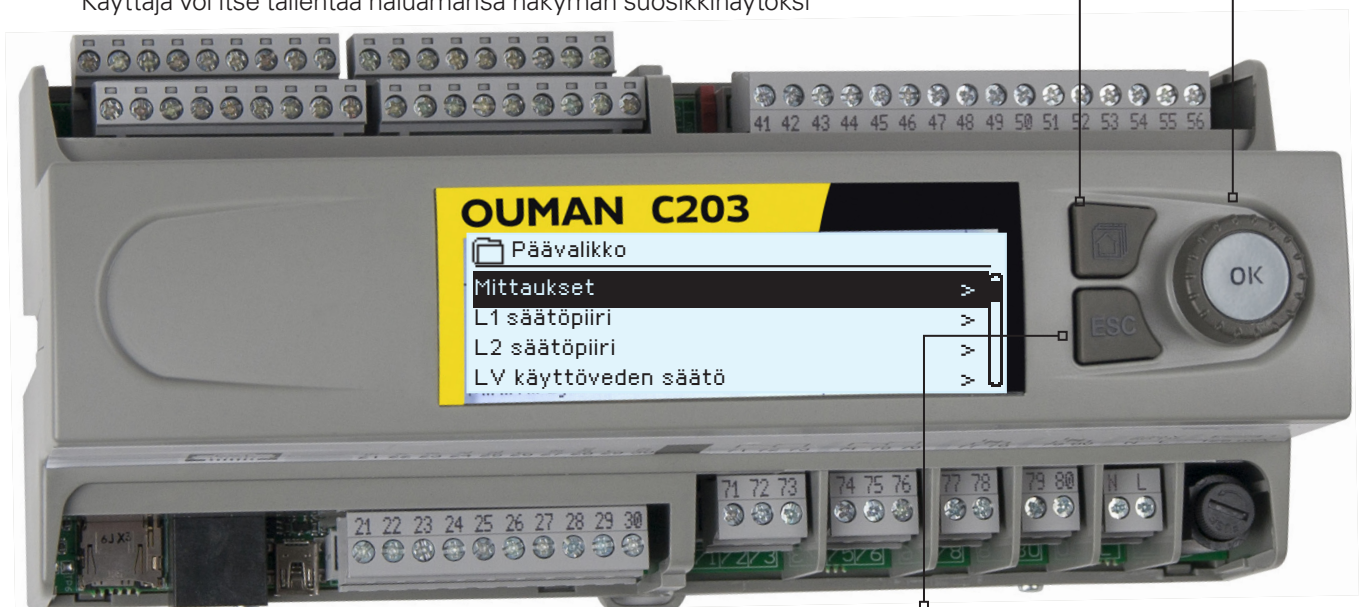 Käyttäjä voi itse tallentaa haluamansa näkymän suosikkinäytöksi
41 42 43 44 45 46 47 48 49 50 51 52 53 54 55 56
OUMAN C203
Päävalikko
Mittaukset >
L1 säätöpiiri >
L2 säätöpiiri >
LV käyttöveden säätö >
OK
ESC
71 72 73 74 75 76 77 78 79 80 N L
21 22 23 24 25 26 27 28 29 30